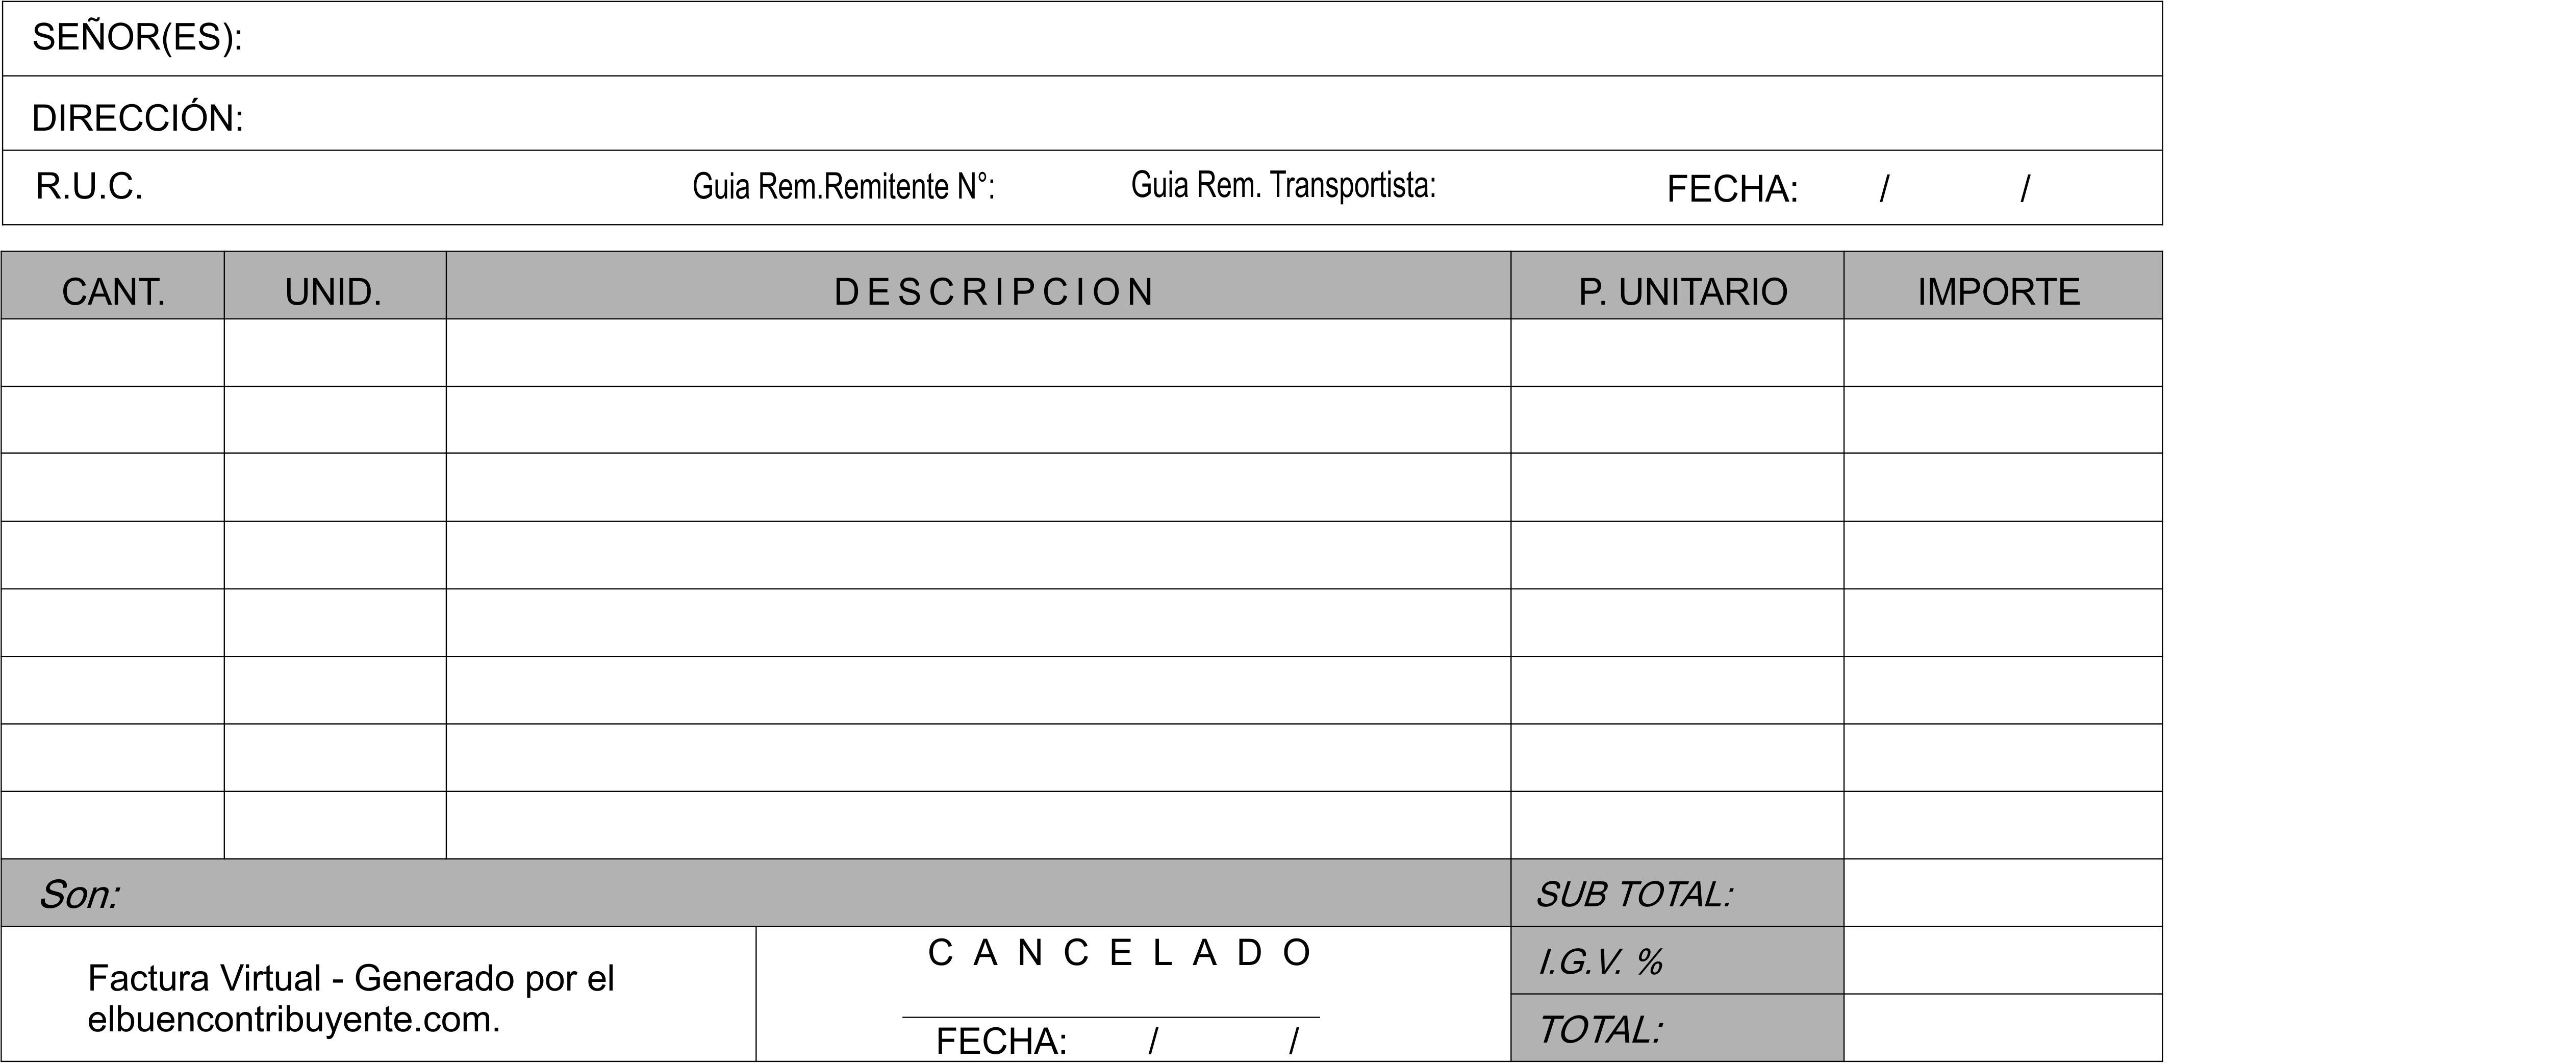 SEÑOR(ES):
DIRECCIÓN:
R.U.C. Guia Rem.Remitente N°: Guia Rem. Transportista: FECHA: / /
CANT. UNID. DESCRIPCION P. UNITARIO IMPORTE
Son: SUB TOTAL:
Factura Virtual - Generado por el
elbuencontribuyente.com.
CANCELADO
FECHA: / /
I.G.V. %
TOTAL: